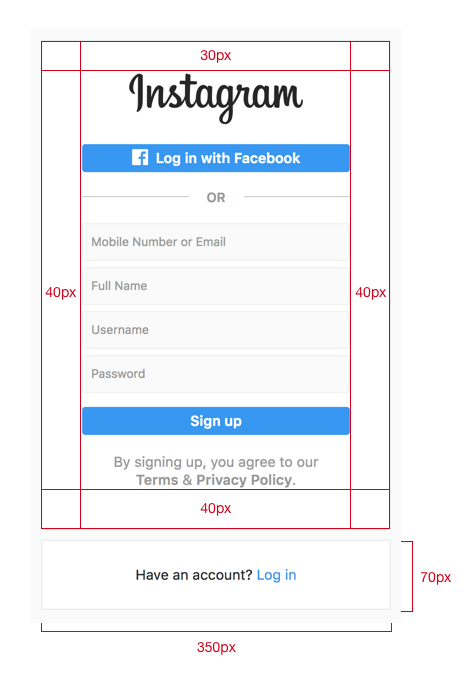 30px
Instagram
Log in with Facebook
OR
Mobile Number or Email
Full Name
40px
40px
Username
Password
Sign up
By signing up, you agree to our
Terms & Privacy Policy.
40px
Have an account? Log in
70px
350px